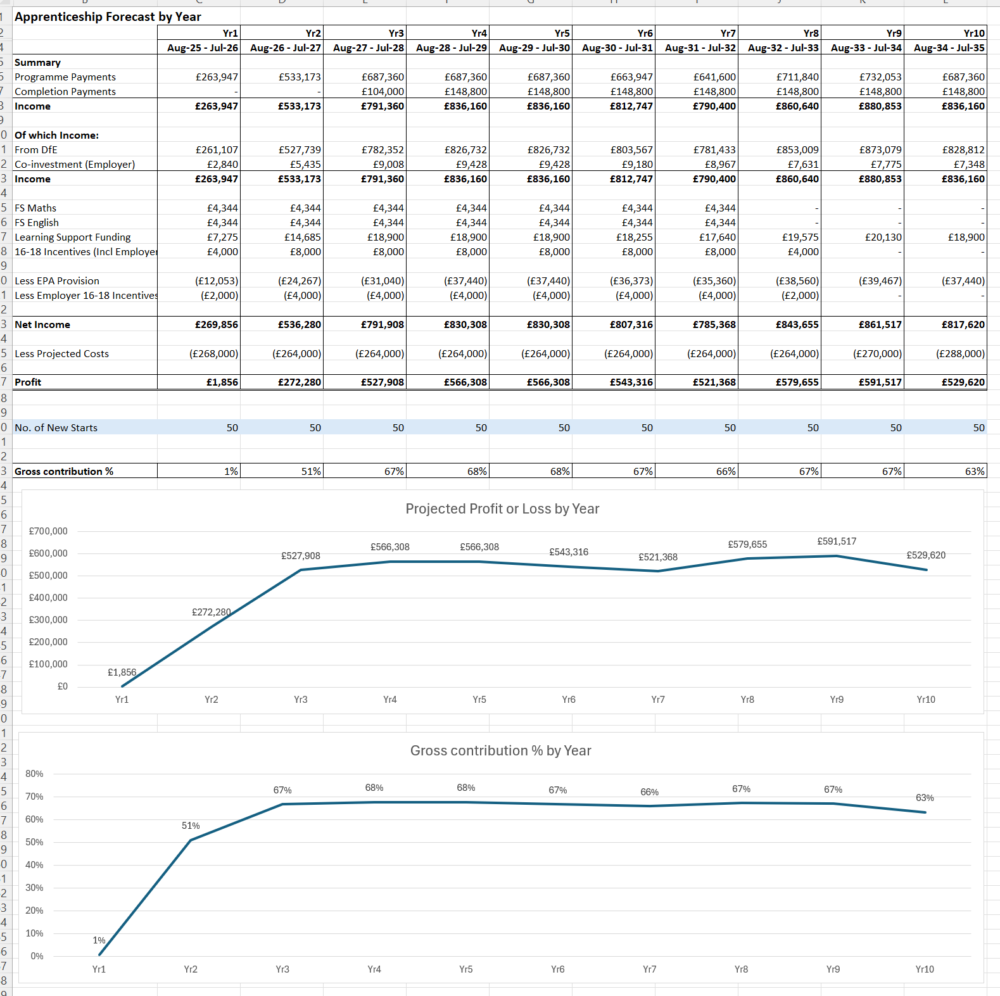 Apprenticeship Forecast by Year
Yr1 Yr2 Yr3 Yr4 Yr5 Yr6 Yr7 Yr8 Yr9 Yr10
Aug-25 - Jul-26 Aug-26 - Jul-27 Aug-27 - Jul-28 Aug-28 - Jul-29 Aug-29 - Jul-30 Aug-30 - Jul-31 Aug-31 - Jul-32 Aug-32 - Jul-33 Aug-33 - Jul-34 Aug-34 - Jul-35
Summary
Programme Payments £263,947 £533,173 £687,360 £687,360 £687,360 £663,947 £641,600 £711,840 £732,053 £687,360
Completion Payments - - £104,000 £148,800 £148,800 £148,800 £148,800 £148,800 £148,800 £148,800
Income £263,947 £533,173 £791,360 £836,160 £836,160 £812,747 £790,400 £860,640 £880,853 £836,160
Of which Income:
From DfE £261,107 £527,739 £782,352 £826,732 £826,732 £803,567 £781,433 £853,009 £873,079 £828,812
Co-investment (Employer) £2,840 £5,435 £9,008 £9,428 £9,428 £9,180 £8,967 £7,631 £7,775 £7,348
Income £263,947 £533,173 £791,360 £836,160 £836,160 £812,747 £790,400 £860,640 £880,853 £836,160
FS Maths £4,344 £4,344 £4,344 £4,344 £4,344 £4,344 £4,344 - - -
FS English £4,344 £4,344 £4,344 £4,344 £4,344 £4,344 £4,344 - - -
Learning Support Funding £7,275 £14,685 £18,900 £18,900 £18,900 £18,255 £17,640 £19,575 £20,130 £18,900
16-18 Incentives (Incl Employer £4,000 £8,000 £8,000 £8,000 £8,000 £8,000 £8,000 £4,000 - -
Less EPA Provision (£12,053) (£24,267) (£31,040) (£37,440) (£37,440) (£36,373) (£35,360) (£38,560) (£39,467) (£37,440)
Less Employer 16-18 Incentives (£2,000) (£4,000) (£4,000) (£4,000) (£4,000) (£4,000) (£4,000) (£2,000) - -
Net Income £269,856 £536,280 £791,908 £830,308 £830,308 £807,316 £785,368 £843,655 £861,517 £817,620
Less Projected Costs (£268,000) (£264,000) (£264,000) (£264,000) (£264,000) (£264,000) (£264,000) (£264,000) (£270,000) (£288,000)
Profit £1,856 £272,280 £527,908 £566,308 £566,308 £543,316 £521,368 £579,655 £591,517 £529,620
No. of New Starts 50 50 50 50 50 50 50 50 50 50
Gross contribution % 1% 51% 67% 68% 68% 67% 66% 67% 67% 63%
Projected Profit or Loss by Year
£700,000
£600,000
£500,000
£400,000
£300,000
£200,000
£100,000
£0
£1,856 £272,280 £527,908 £566,308 £566,308 £543,316 £521,368 £579,655 £591,517 £529,620
Yr1 Yr2 Yr3 Yr4 Yr5 Yr6 Yr7 Yr8 Yr9 Yr10
Gross contribution % by Year
80%
70%
60%
50%
40%
30%
20%
10%
0%
1% 51% 67% 68% 68% 67% 66% 67% 67% 63%
Yr1 Yr2 Yr3 Yr4 Yr5 Yr6 Yr7 Yr8 Yr9 Yr10